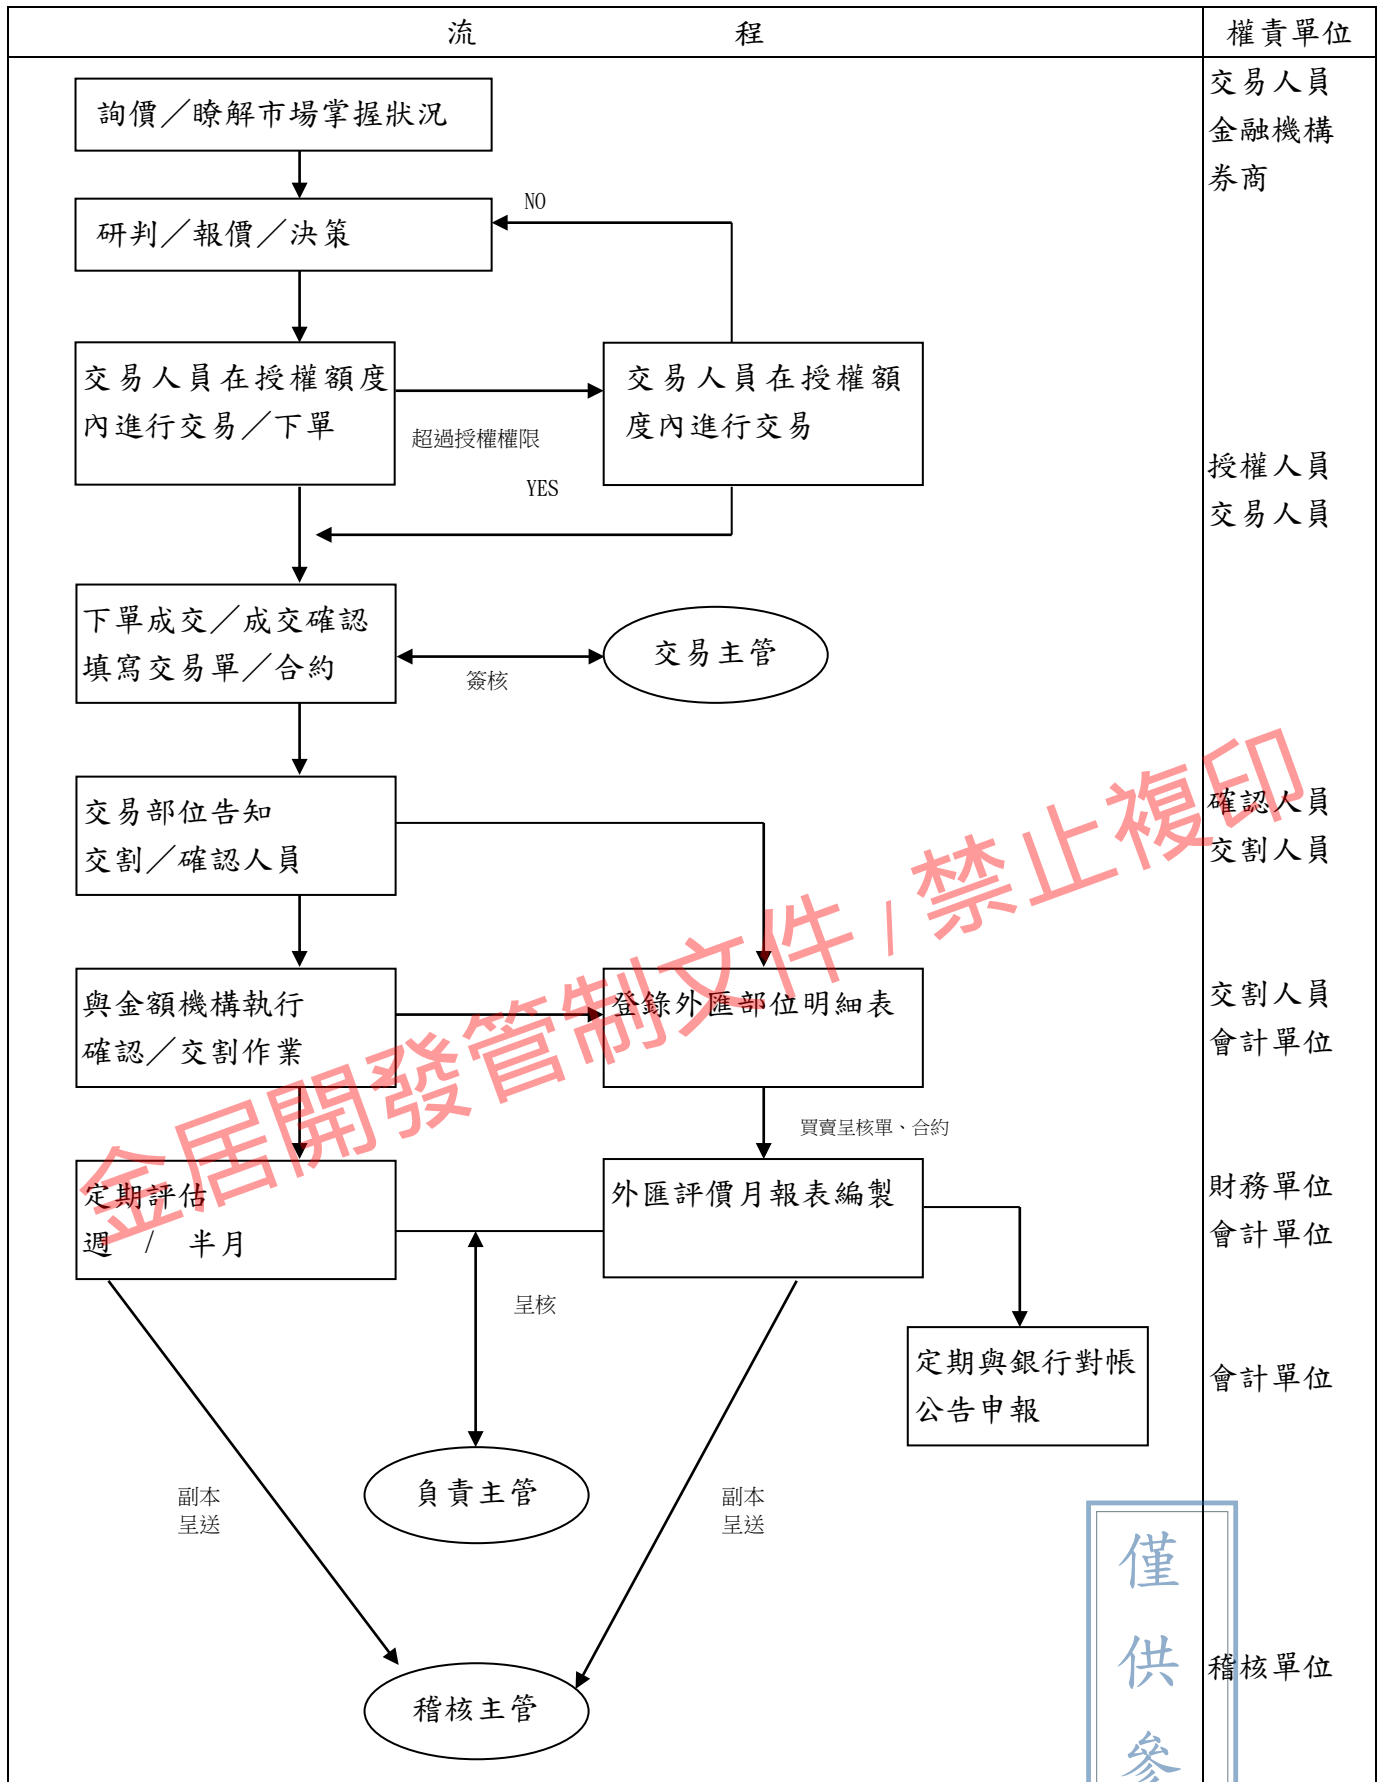 流 程 權責單位
詢價／瞭解市場掌握狀況
交易人員
金融機構
券商
研判／報價／決策
NO
交易人員在授權額度
內進行交易／下單
超過授權權限
交易人員在授權額
度內進行交易
YES
授權人員
交易人員
下單成交／成交確認
填寫交易單／合約
簽核
交易主管
交易部位告知
交割／確認人員
確認人員
交割人員
與金額機構執行
確認／交割作業
登錄外匯部位明細表
交割人員
會計單位
買賣呈核單、合約
定期評估
週 / 半月
外匯評價月報表編製
財務單位
會計單位
呈核
定期與銀行對帳
公告申報
會計單位
負責主管
副本
呈送
副本
呈送
稽核主管
稽核單位
金居開發管制文件 / 禁止複印
僅
供
參